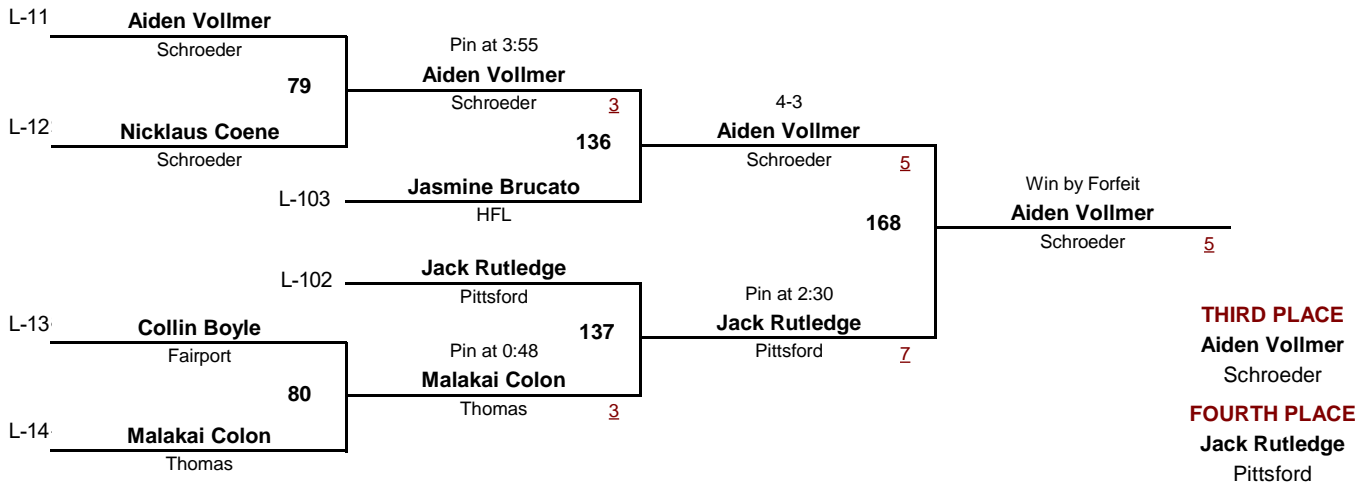 L-11
Aiden Vollmer
Schroeder
79
L-12
Nicklaus Coene
Schroeder
Pin at 3:55
Aiden Vollmer
Schroeder 3
136
L-103
Jasmine Brucato
HFL
4-3
Aiden Vollmer
Schroeder 5
168
Win by Forfeit
Aiden Vollmer
Schroeder 5
L-102
Jack Rutledge
Pittsford
137
L-13
Collin Boyle
Fairport
80
L-14
Malakai Colon
Thomas
Pin at 0:48
Malakai Colon
Thomas 3
Pin at 2:30
Jack Rutledge
Pittsford 7
THIRD PLACE
Aiden Vollmer
Schroeder
FOURTH PLACE
Jack Rutledge
Pittsford